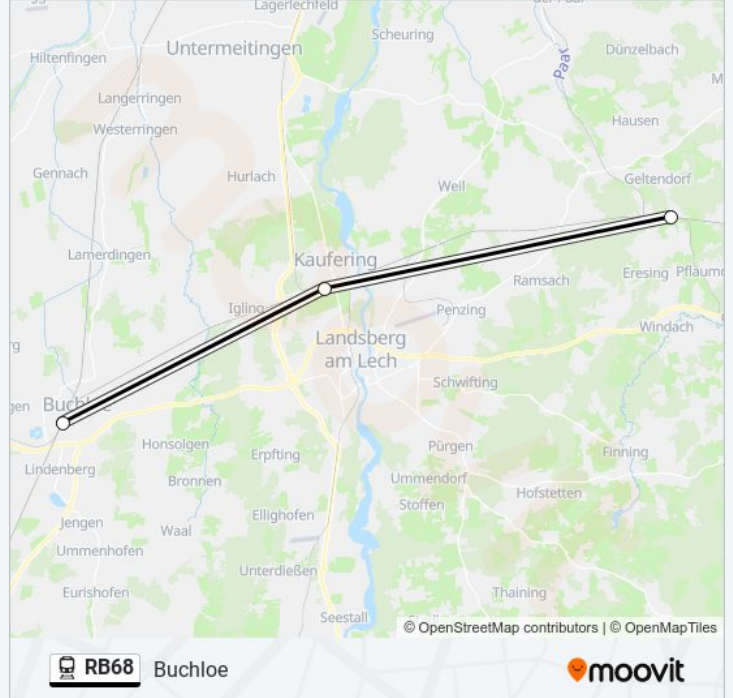 Lagerlechfeld
Scheuring
Untermeitingen
Hiltenfingen
Paar
Dünzelbach
Langerringen
Westerringen
Hausen
Gennach
Hurlach
Weil
Geltendorf
Lamerdingen
Kaufering
Ramsach
Eresing
Pflaumd
Igling
Penzing
Windach
Landsberg
am Lech
Schwifting
Buchloe
Honsolgen
Erpfting
Pürgen
Finning
Lindenberg
Bronnen
Ummendorf
Hofstetten
Stoffen
Jengen
Waal
Ellighofen
Ummenhofen
Unterdießen
Eurishofen
Thaining
Seestall
© OpenStreetMap contributors | © OpenMapTiles
RB68 Buchloe
moovit